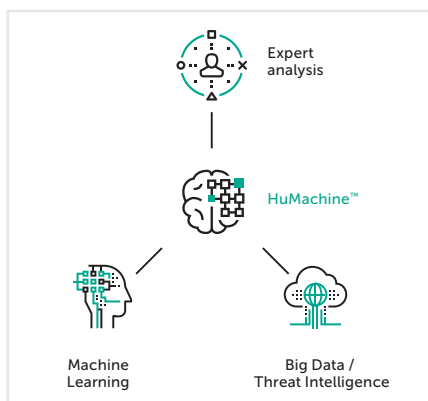 Expert
analysis
HuMachine™
Machine
Learning
Big Data /
Threat Intelligence